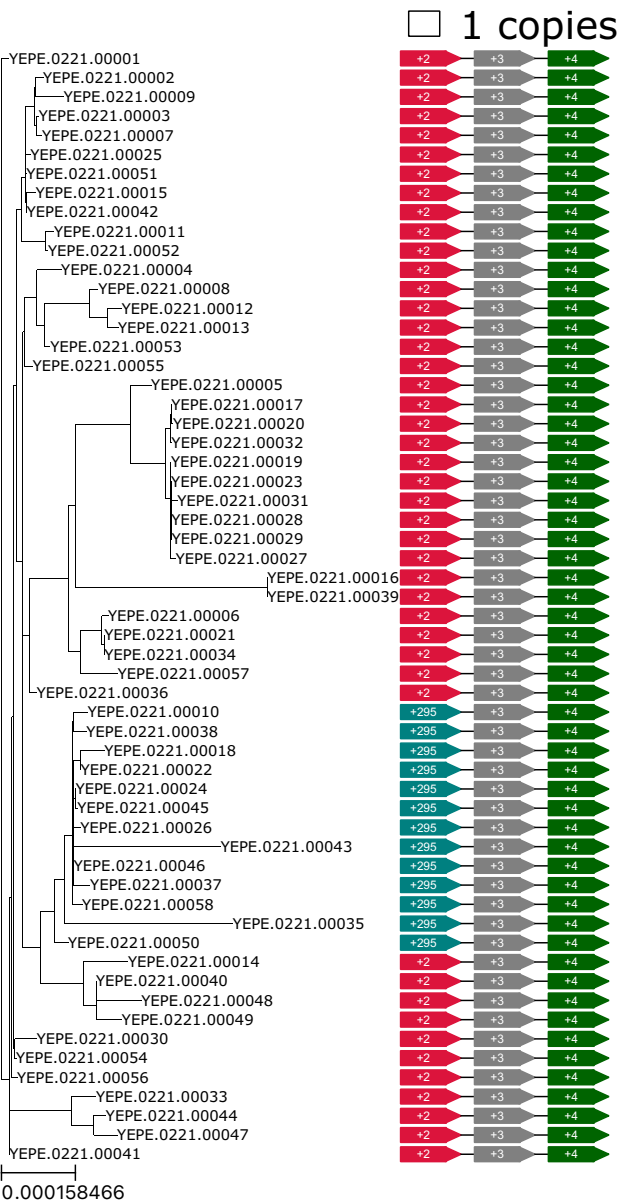 1 copies
YEPE.0221.00001 +2 +3 +4
YEPE.0221.00002 +2 +3 +4
YEPE.0221.00009 +2 +3 +4
YEPE.0221.00003 +2 +3 +4
YEPE.0221.00007 +2 +3 +4
YEPE.0221.00025 +2 +3 +4
YEPE.0221.00051 +2 +3 +4
YEPE.0221.00015 +2 +3 +4
YEPE.0221.00042 +2 +3 +4
YEPE.0221.00011 +2 +3 +4
YEPE.0221.00052 +2 +3 +4
YEPE.0221.00004 +2 +3 +4
YEPE.0221.00008 +2 +3 +4
YEPE.0221.00012 +2 +3 +4
YEPE.0221.00013 +2 +3 +4
YEPE.0221.00053 +2 +3 +4
YEPE.0221.00055 +2 +3 +4
YEPE.0221.00005 +2 +3 +4
YEPE.0221.00017 +2 +3 +4
YEPE.0221.00020 +2 +3 +4
YEPE.0221.00032 +2 +3 +4
YEPE.0221.00019 +2 +3 +4
YEPE.0221.00023 +2 +3 +4
YEPE.0221.00031 +2 +3 +4
YEPE.0221.00028 +2 +3 +4
YEPE.0221.00029 +2 +3 +4
YEPE.0221.00027 +2 +3 +4
YEPE.0221.00016 +2 +3 +4
YEPE.0221.00039 +2 +3 +4
YEPE.0221.00006 +2 +3 +4
YEPE.0221.00021 +2 +3 +4
YEPE.0221.00034 +2 +3 +4
YEPE.0221.00057 +2 +3 +4
YEPE.0221.00036 +2 +3 +4
YEPE.0221.00010 +295 +3 +4
YEPE.0221.00038 +295 +3 +4
YEPE.0221.00018 +295 +3 +4
YEPE.0221.00022 +295 +3 +4
YEPE.0221.00024 +295 +3 +4
YEPE.0221.00045 +295 +3 +4
YEPE.0221.00026 +295 +3 +4
YEPE.0221.00043 +295 +3 +4
YEPE.0221.00046 +295 +3 +4
YEPE.0221.00037 +295 +3 +4
YEPE.0221.00058 +295 +3 +4
YEPE.0221.00035 +295 +3 +4
YEPE.0221.00050 +295 +3 +4
YEPE.0221.00014 +2 +3 +4
YEPE.0221.00040 +2 +3 +4
YEPE.0221.00048 +2 +3 +4
YEPE.0221.00049 +2 +3 +4
YEPE.0221.00030 +2 +3 +4
YEPE.0221.00054 +2 +3 +4
YEPE.0221.00056 +2 +3 +4
YEPE.0221.00033 +2 +3 +4
YEPE.0221.00044 +2 +3 +4
YEPE.0221.00047 +2 +3 +4
YEPE.0221.00041 +2 +3 +4
0.000158466